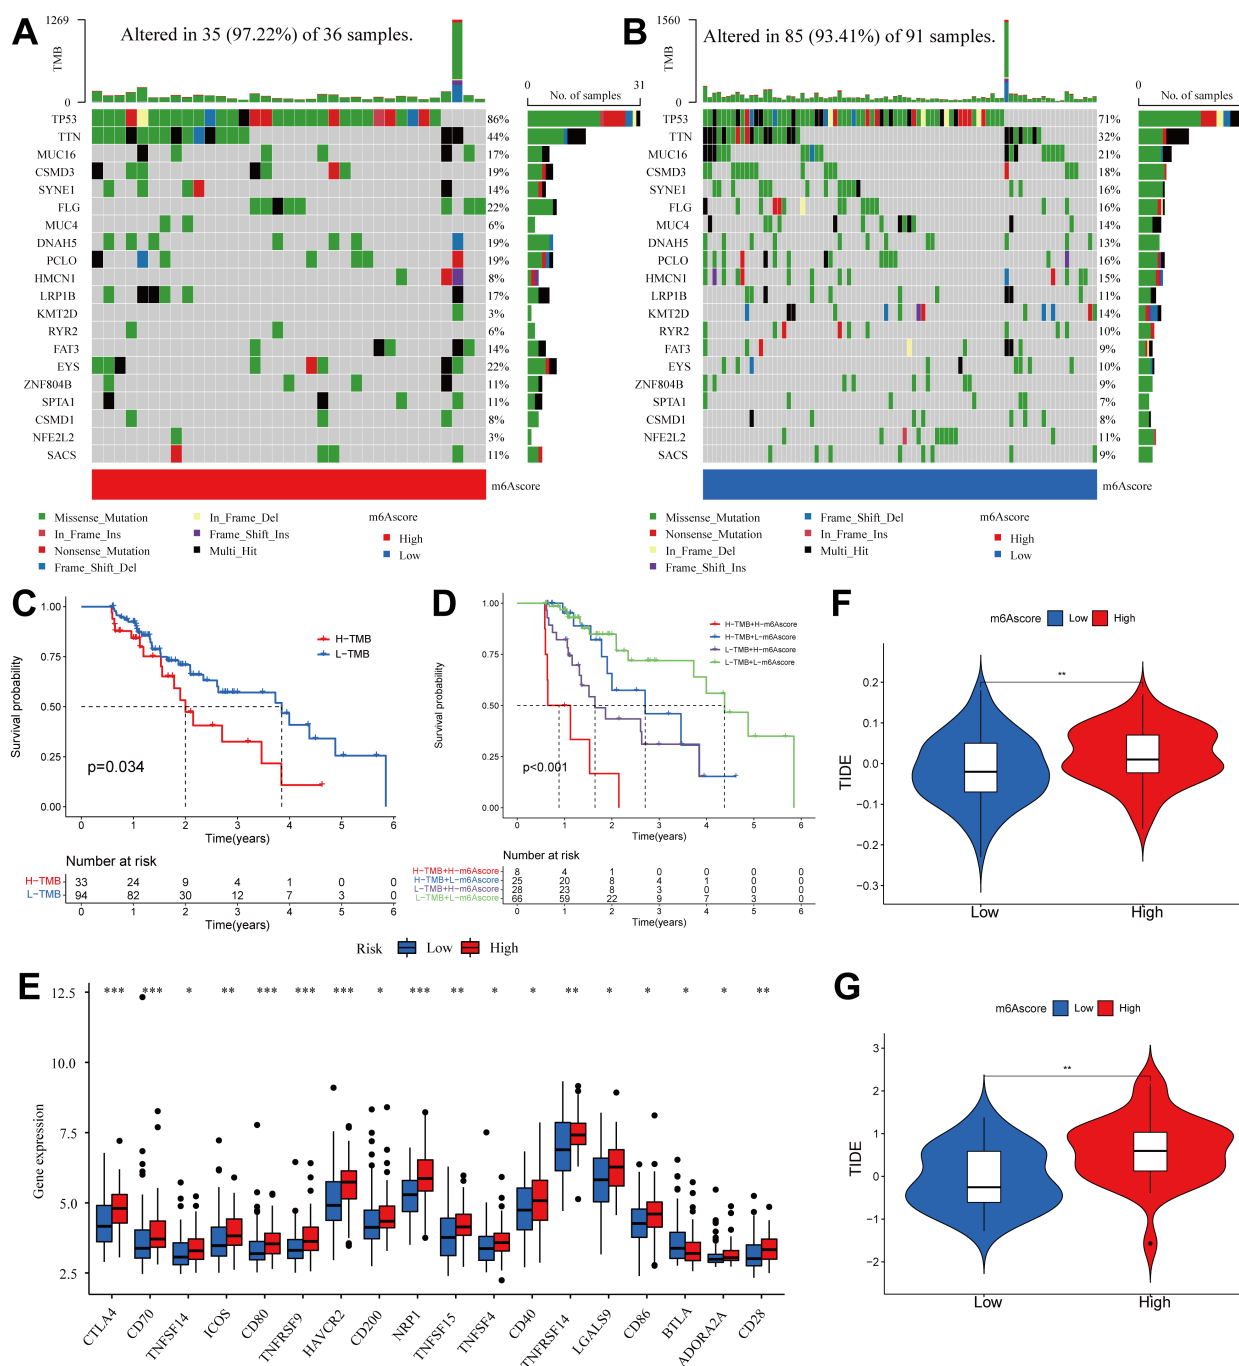 A
1269
TMB
0
Altered in 35 (97.22%) of 36 samples.
0 31
No. of samples
TP53 86%
TTN 44%
MUC16 17%
CSMD3 19%
SYNE1 14%
FLG 22%
MUC4 6%
DNAH5 19%
PCLO 19%
HMCN1 8%
LRP1B 17%
KMT2D 3%
RYR2 6%
FAT3 14%
EYS 22%
ZNF804B 11%
SPTA1 11%
CSMD1 8%
NFE2L2 3%
SACS 11%
m6Ascore
Missense_Mutation In_Frame_Del m6Ascore
In_Frame_Ins Frame_Shift_Ins High
Nonsense_Mutation Multi_Hit Low
Frame_Shift_Del
B
1560
TMB
0
Altered in 85 (93.41%) of 91 samples.
0
No. of samples
TP53 71%
TTN 32%
MUC16 21%
CSMD3 18%
SYNE1 16%
FLG 16%
MUC4 14%
DNAH5 13%
PCLO 16%
HMCN1 15%
LRP1B 11%
KMT2D 14%
RYR2 10%
FAT3 9%
EYS 10%
ZNF804B 9%
SPTA1 7%
CSMD1 8%
NFE2L2 11%
SACS 9%
m6Ascore
Missense_Mutation Frame_Shift_Del m6Ascore
Nonsense_Mutation In_Frame_Ins High
In_Frame_Del Multi_Hit Low
Frame_Shift_Ins
C
Survival probability
1.00
0.75
0.50
0.25
0.00
H-TMB
L-TMB
p=0.034
0 1 2 3 4 5 6
Time(years)
Number at risk
H-TMB 33 24 9 4 1 0 0
L-TMB 94 82 30 12 7 3 0
0 1 2 3 4 5 6
Time(years)
D
Survival probability
1.00
0.75
0.50
0.25
0.00
H-TMB+H-m6Ascore
H-TMB+L-m6Ascore
L-TMB+H-m6Ascore
L-TMB+L-m6Ascore
p<0.001
0 1 2 3 4 5 6
Time(years)
Number at risk
H-TMB+H-m6Ascore 8 4 1 0 0 0 0
H-TMB+L-m6Ascore 25 20 8 4 1 0 0
L-TMB+H-m6Ascore 28 23 8 3 0 0 0
L-TMB+L-m6Ascore 66 59 22 9 7 3 0
0 1 2 3 4 5 6
Time(years)
F
m6Ascore Low High
TIDE
0.2
0.1
0.0
-0.1
-0.2
-0.3
**
Low High
E
Risk Low High
Gene expression
12.5
10.0
7.5
5.0
2.5
*** *** * ** *** *** *** * *** ** * * ** * * * * **
CTLA4
CD70
TNFSF14
ICOS
CD80
TNFRSF9
HAVCR2
CD200
NRP1
TNFSF15
TNFSF4
CD40
TNFRSF14
LGALS9
CD86
BTLA
ADORA2A
CD28
G
m6Ascore Low High
TIDE
3
2
1
0
-1
-2
**
Low High